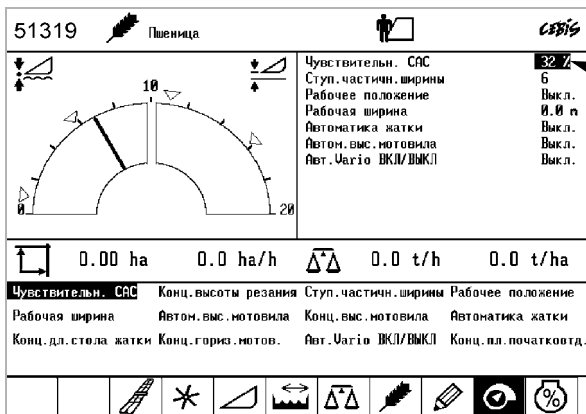 51319 Пшеница CEBIS
Чувствительн. САС 32 %
Ступ.частичн.ширины 6
Рабочее положение Выкл.
Рабочая ширина 0.0 m
Автоматика жатки Выкл.
Автом.выс.мотовила Выкл.
Авт.Vario ВКЛ/ВЫКЛ Выкл.
10
0 20
0.00 ha 0.0 ha/h 0.0 t/h 0.0 t/ha
Чувствительн. САС Конц.высоты резания Ступ.частичн.ширины Рабочее положение
Рабочая ширина Автом.выс.мотовила Конц.выс.мотовила Автоматика жатки
Конц.дл.стола жатки Конц.гориз.мотов. Авт.Vario ВКЛ/ВЫКЛ Конц.пл.початкоотд.
%